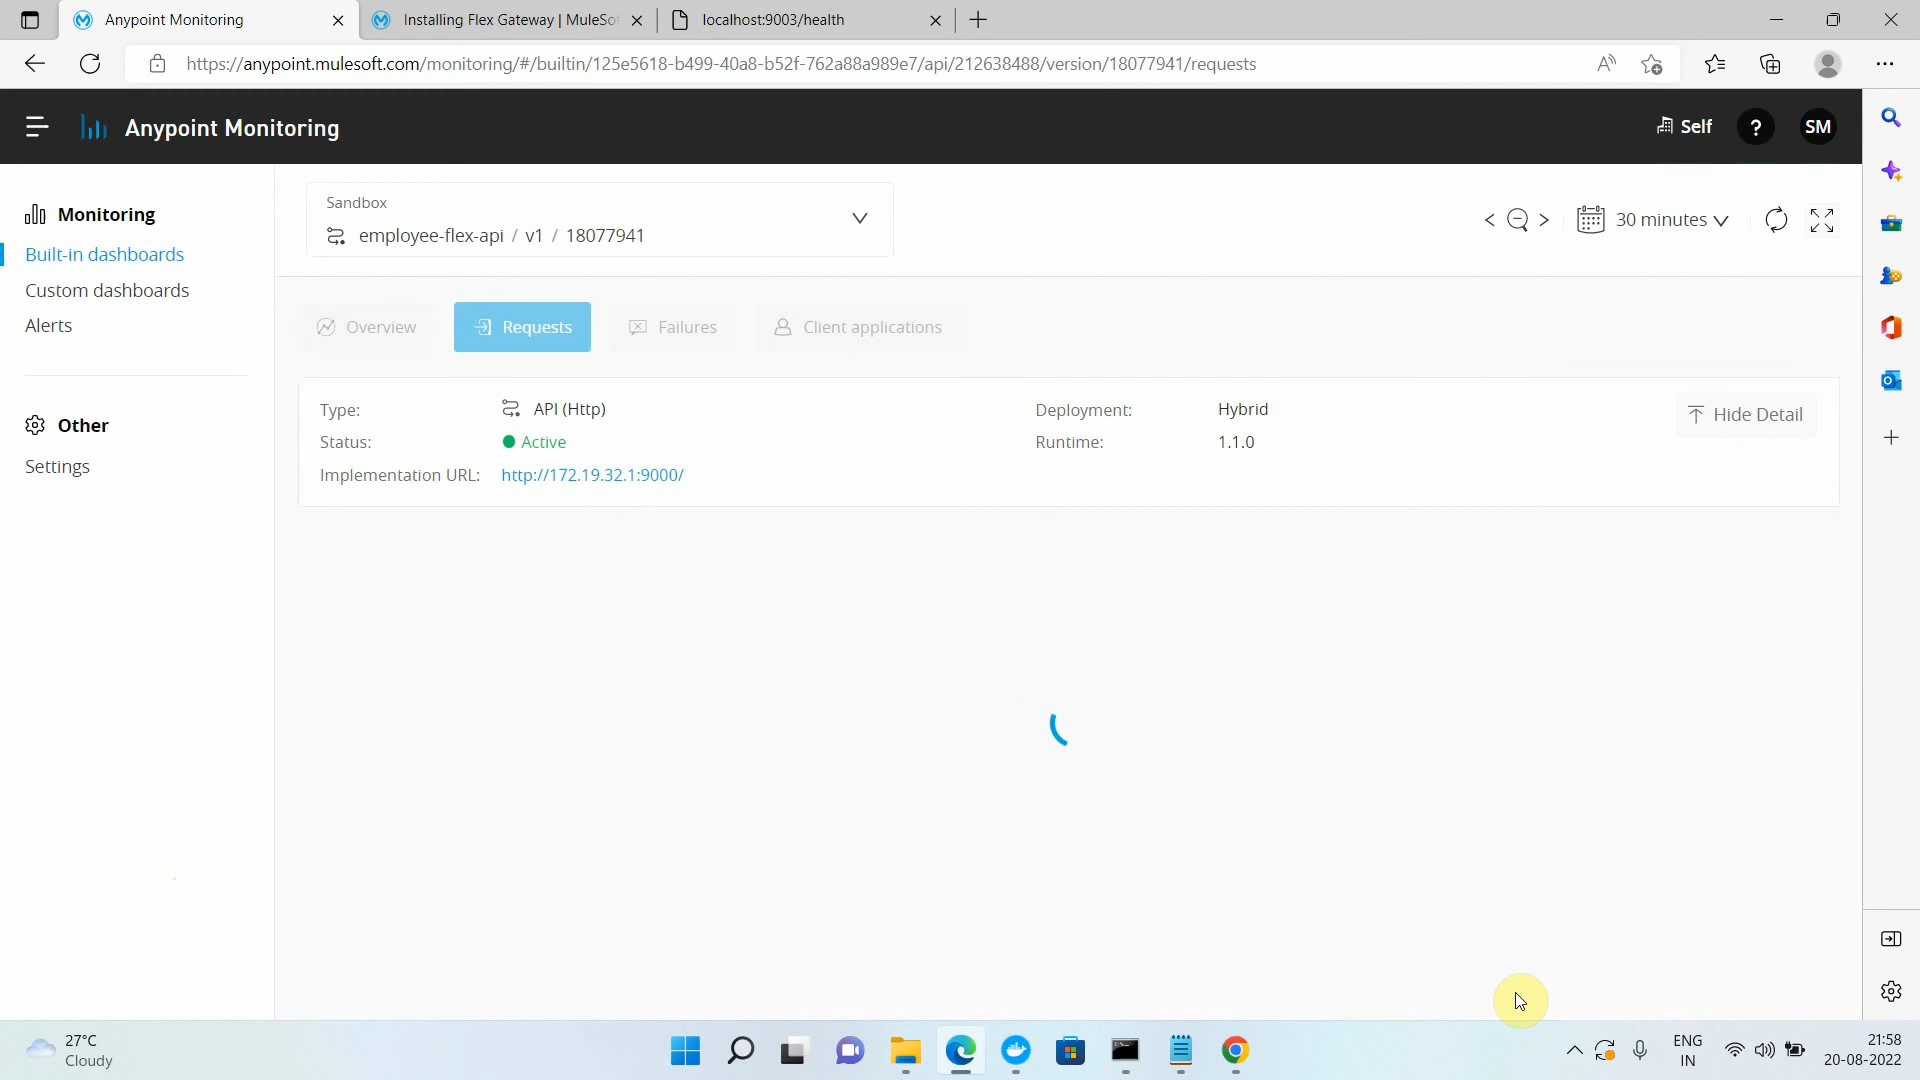 Anypoint Monitoring
Installing Flex Gateway | MuleSo
localhost:9003/health
https://anypoint.mulesoft.com/monitoring/#/builtin/125e5618-b499-40a8-b52f-762a88a989e7/api/212638488/version/18077941/requests
Anypoint Monitoring
Self
?
SM
Monitoring
Built-in dashboards
Custom dashboards
Alerts
Other
Settings
Sandbox
employee-flex-api / v1 / 18077941
30 minutes
Overview
Requests
Failures
Client applications
Type: API (Http)
Deployment: Hybrid
Hide Detail
Status: Active
Runtime: 1.1.0
Implementation URL: http://172.19.32.1:9000/
27°C
Cloudy
ENG
IN
21:58
20-08-2022